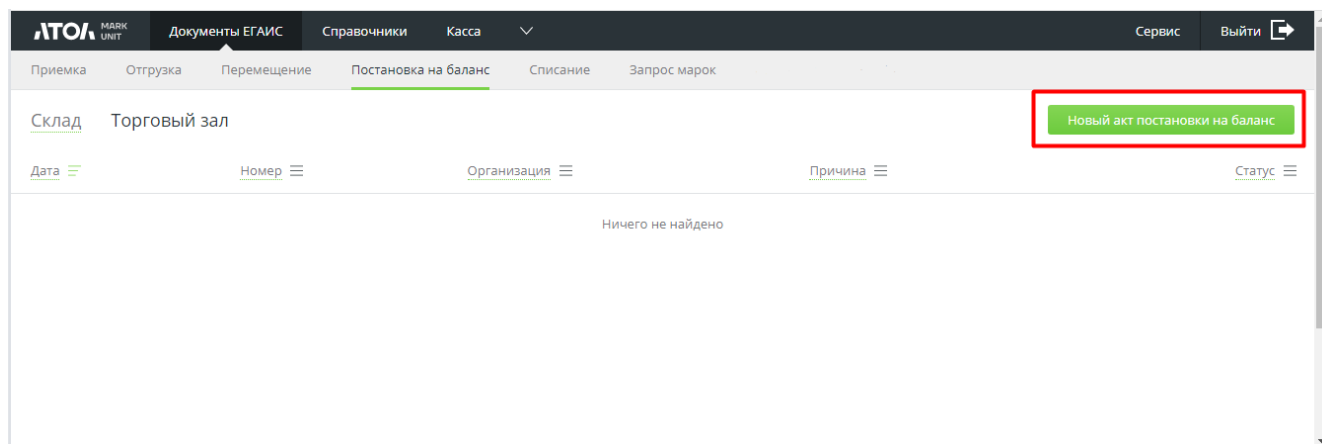 АТОЛ MARK UNIT Документы ЕГАИС Справочники Касса Сервис Выйти
Приемка Отгрузка Перемещение Постановка на баланс Списание Запрос марок
Склад Торговый зал Новый акт постановки на баланс
Дата Номер Организация Причина Статус
Ничего не найдено